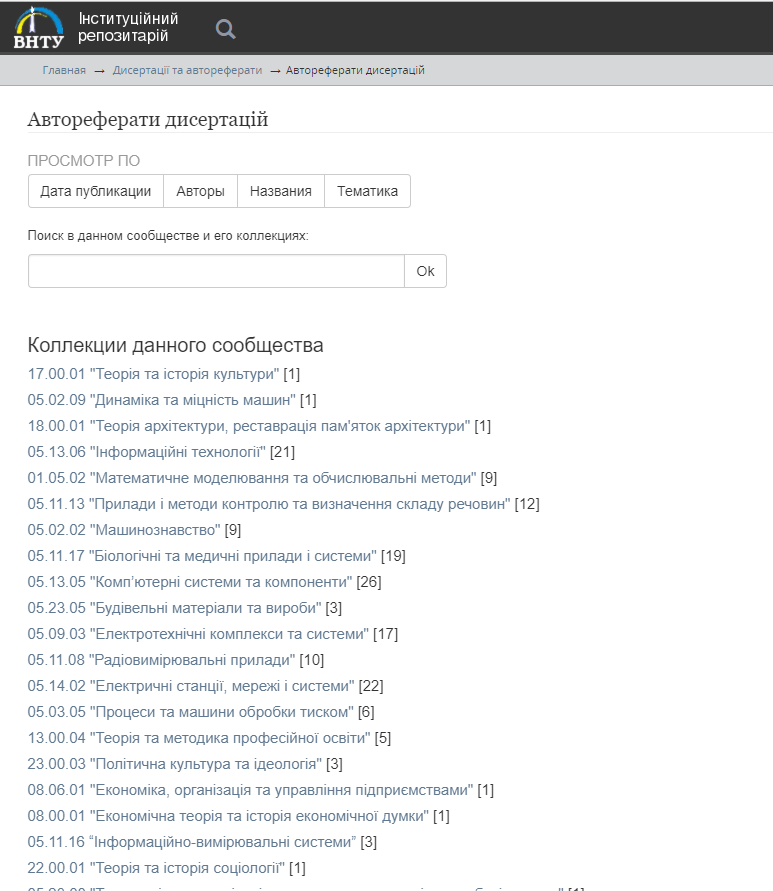 ВНТУ
Інституційний
репозитарій
Главная → Дисертації та автореферати → Автореферати дисертацій
Автореферати дисертацій
ПРОСМОТР ПО
Дата публикации Авторы Названия Тематика
Поиск в данном сообществе и его коллекциях:
Ok
Коллекции данного сообщества
17.00.01 "Теорія та історія культури" [1]
05.02.09 "Динаміка та міцність машин" [1]
18.00.01 "Теорія архітектури, реставрація пам'яток архітектури" [1]
05.13.06 "Інформаційні технології" [21]
01.05.02 "Математичне моделювання та обчислювальні методи" [9]
05.11.13 "Прилади і методи контролю та визначення складу речовин" [12]
05.02.02 "Машинознавство" [9]
05.11.17 "Біологічні та медичні прилади і системи" [19]
05.13.05 "Комп’ютерні системи та компоненти" [26]
05.23.05 "Будівельні матеріали та вироби" [3]
05.09.03 "Електротехнічні комплекси та системи" [17]
05.11.08 "Радіовимірювальні прилади" [10]
05.14.02 "Електричні станції, мережі і системи" [22]
05.03.05 "Процеси та машини обробки тиском" [6]
13.00.04 "Теорія та методика професійної освіти" [5]
23.00.03 "Політична культура та ідеологія" [3]
08.06.01 "Економіка, організація та управління підприємствами" [1]
08.00.01 "Економічна теорія та історія економічної думки" [1]
05.11.16 “Інформаційно-вимірювальні системи” [3]
22.00.01 "Теорія та історія соціології" [1]